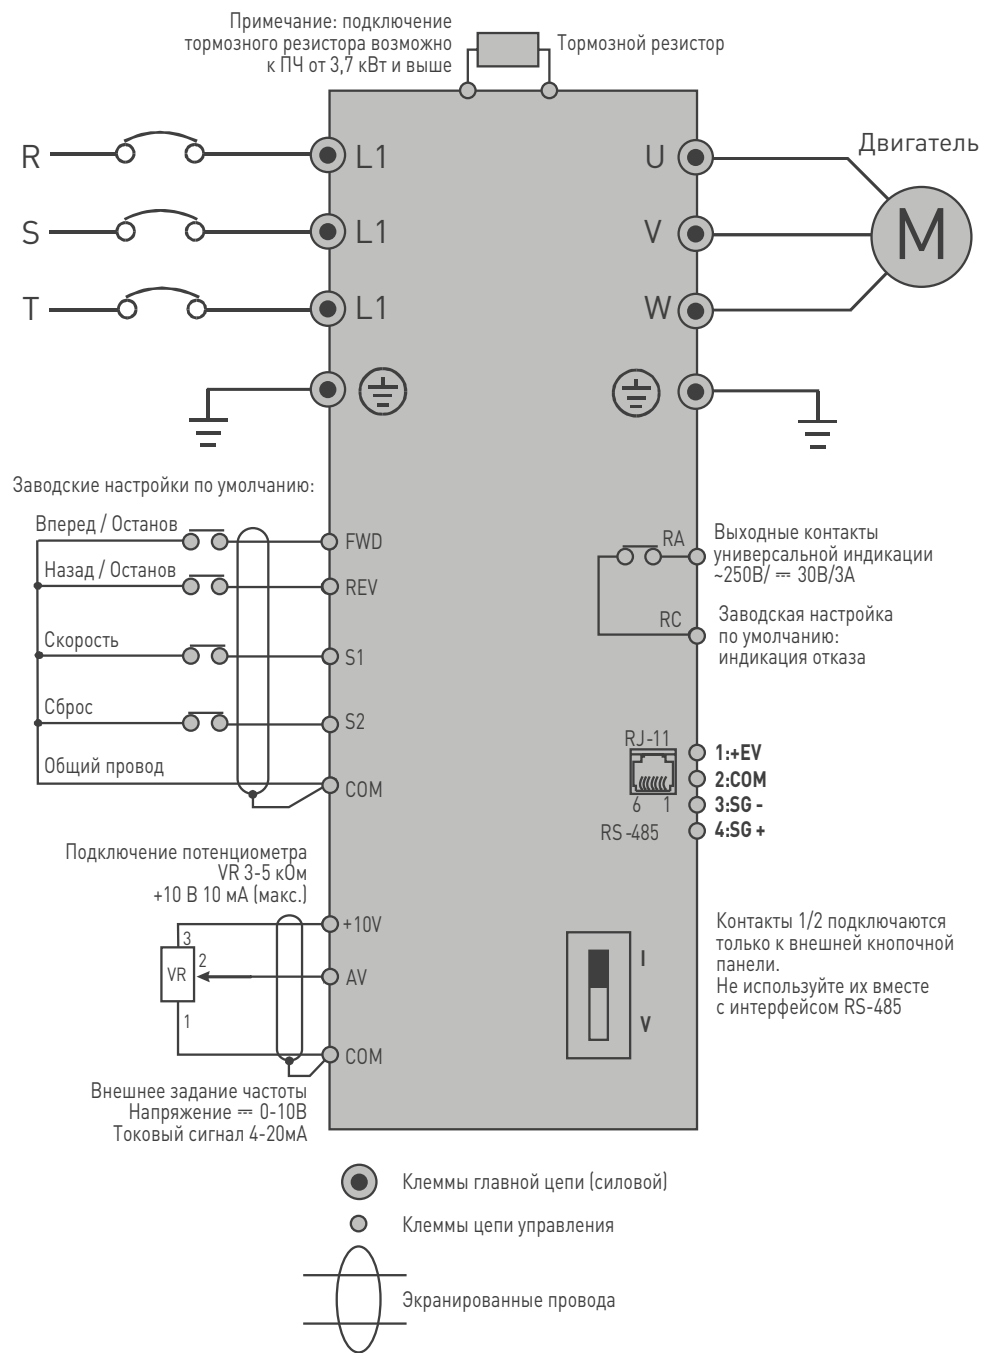 Примечание: подключение
тормозного резистора возможно
к ПЧ от 3,7 кВт и выше
Тормозной резистор
R
L1
U
Двигатель
S
L1
V
M
T
L1
W
Заводские настройки по умолчанию:
Вперед / Останов
FWD
Назад / Останов
REV
Скорость
S1
Сброс
S2
Общий провод
COM
RA
Выходные контакты
универсальной индикации
~250В/ ⎓ 30В/3А
RC
Заводская настройка
по умолчанию:
индикация отказа
RJ-11
6 1
RS-485
1:+EV
2:COM
3:SG -
4:SG +
Подключение потенциометра
VR 3-5 кОм
+10 В 10 мА (макс.)
+10V
3
2
VR
AV
1
COM
I
V
Контакты 1/2 подключаются
только к внешней кнопочной
панели.
Не используйте их вместе
с интерфейсом RS-485
Внешнее задание частоты
Напряжение ⎓ 0-10В
Токовый сигнал 4-20мА
Клеммы главной цепи (силовой)
Клеммы цепи управления
Экранированные провода